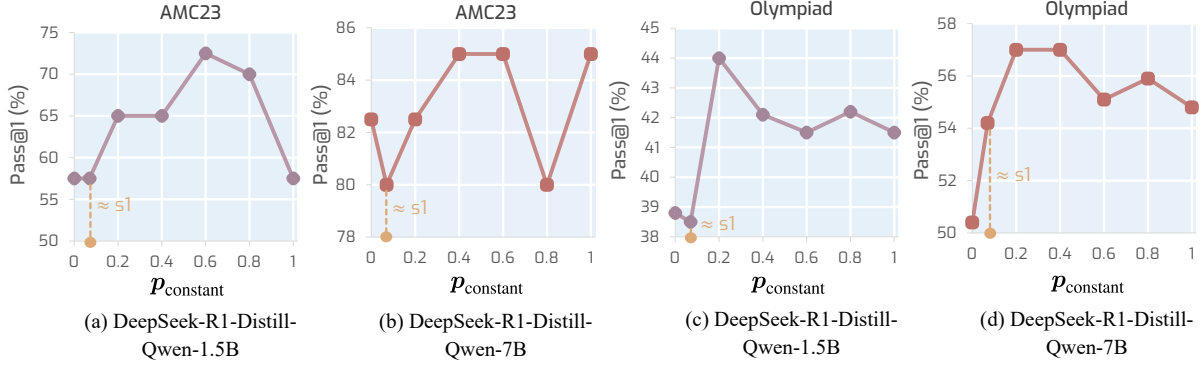 AMC23
Pass@1 (%)
75
70
65
60
55
50
≈ s1
0 0.2 0.4 0.6 0.8 1
p constant
(a) DeepSeek-R1-Distill-
Qwen-1.5B
AMC23
Pass@1 (%)
86
84
82
80
78
≈ s1
0 0.2 0.4 0.6 0.8 1
p constant
(b) DeepSeek-R1-Distill-
Qwen-7B
Olympiad
Pass@1 (%)
45
44
43
42
41
40
39
38
≈ s1
0 0.2 0.4 0.6 0.8 1
p constant
(c) DeepSeek-R1-Distill-
Qwen-1.5B
Olympiad
Pass@1 (%)
58
56
54
52
50
≈ s1
0 0.2 0.4 0.6 0.8 1
p constant
(d) DeepSeek-R1-Distill-
Qwen-7B